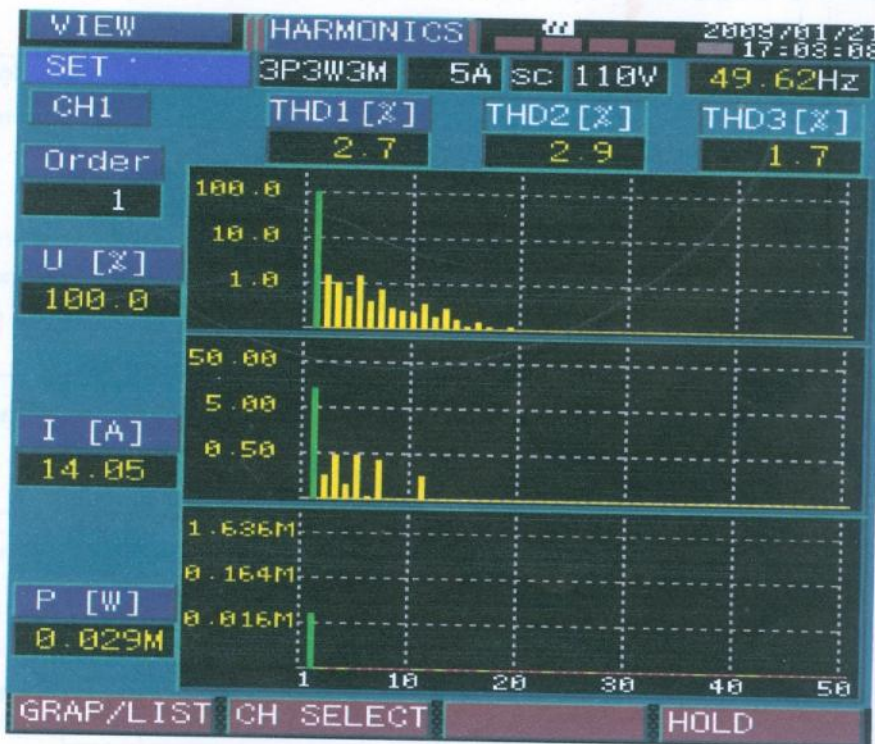 VIEW HARMONICS 2009/01/21
17:03:08
SET 3P3W3M 5A SC 110V 49.62Hz
CH1 THD1[%] THD2[%] THD3[%]
2.7 2.9 1.7
Order
1
100.0
10.0
U [%]
1.0
100.0
50.00
5.00
I [A]
0.50
14.05
1.636M
0.164M
P [W]
0.016M
0.029M
1 10 20 30 40 50
GRAP/LIST CH SELECT HOLD